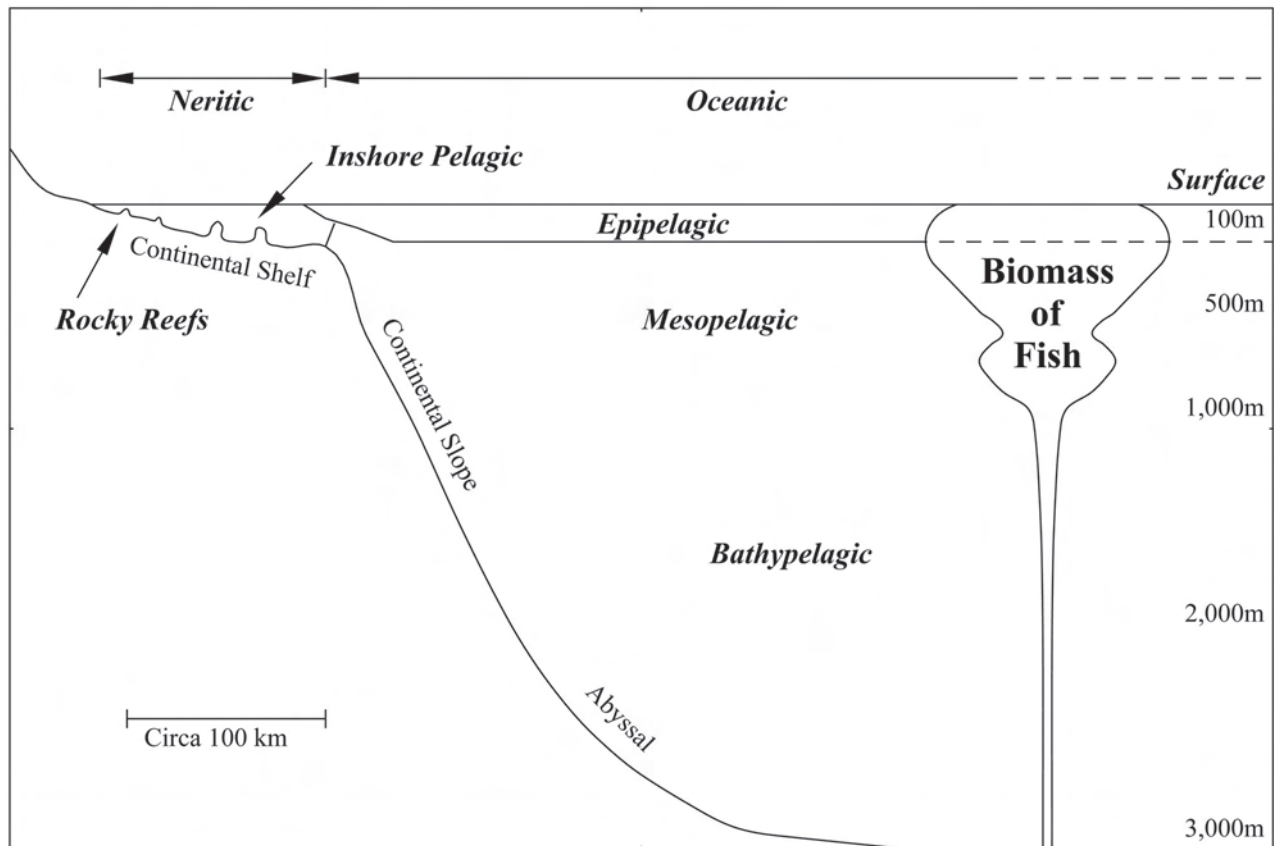 Neritic
Oceanic
Inshore Pelagic
Surface
Epipelagic
100m
Continental Shelf
Biomass
of
Fish
500m
Rocky Reefs
Mesopelagic
Continental Slope
1,000m
Bathypelagic
2,000m
Abyssal
Circa 100 km
3,000m